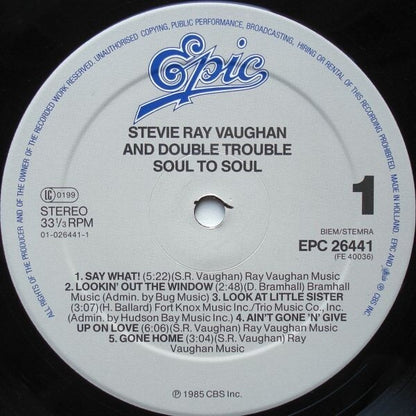 ALL RIGHTS OF THE PRODUCER AND OF THE OWNER OF THE RECORDED WORK RESERVED. UNAUTHORISED COPYING, PUBLIC PERFORMANCE, BROADCASTING, HIRING OR RENTAL OF THIS RECORDING PROHIBITED. MADE IN HOLLAND. EPIC AND
CBS INC
Epic
STEVIE RAY VAUGHAN
AND DOUBLE TROUBLE
SOUL TO SOUL
LC 0199
STEREO
33 1/3 RPM
01-026441-1
1
BIEM/STEMRA
EPC 26441
(FE 40036)
1. SAY WHAT! (5:22)(S.R. Vaughan) Ray Vaughan Music
2. LOOKIN' OUT THE WINDOW (2:48)(D. Bramhall) Bramhall
Music (Admin. by Bug Music) 3. LOOK AT LITTLE SISTER
(3:07)(H. Ballard) Fort Knox Music Inc./Trio Music Co., Inc.
(Admin. by Hudson Bay Music Inc.) 4. AIN'T GONE 'N' GIVE
UP ON LOVE (6:06)(S.R. Vaughan) Ray Vaughan Music
5. GONE HOME (3:04)(S.R. Vaughan) Ray
Vaughan Music
℗ 1985 CBS Inc.